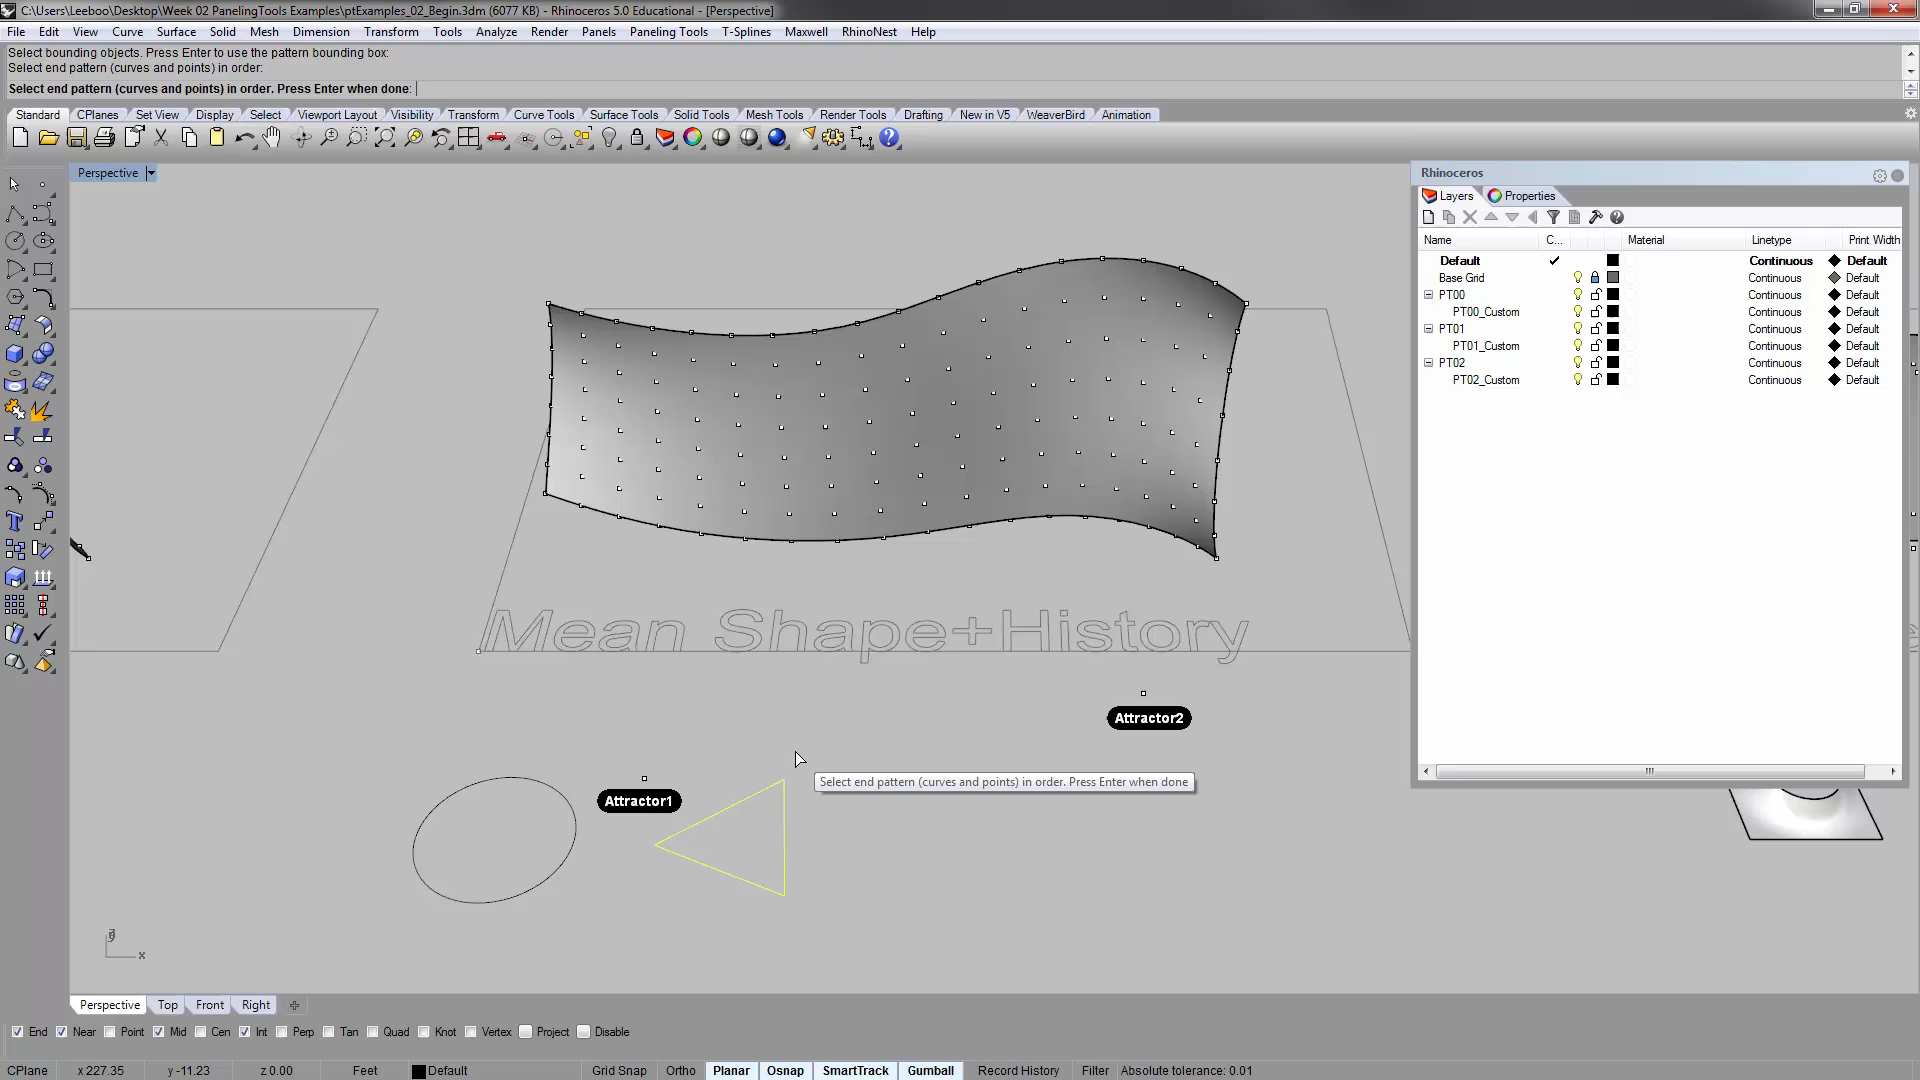 C:\Users\Leeboo\Desktop\Week 02 PanelingTools Examples\ptExamples_02_Begin.3dm (6077 KB) - Rhinoceros 5.0 Educational - [Perspective]
File Edit View Curve Surface Solid Mesh Dimension Transform Tools Analyze Render Panels Paneling Tools T-Splines Maxwell RhinoNest Help
Select bounding objects. Press Enter to use the pattern bounding box:
Select end pattern (curves and points) in order:
Select end pattern (curves and points) in order. Press Enter when done:
Standard CPlanes Set View Display Select Viewport Layout Visibility Transform Curve Tools Surface Tools Solid Tools Mesh Tools Render Tools Drafting New in V5 WeaverBird Animation
Perspective
Rhinoceros
Layers Properties
Name C... Material Linetype Print Width
Default Continuous Default
Base Grid Continuous Default
PT00 Continuous Default
PT00_Custom Continuous Default
PT01 Continuous Default
PT01_Custom Continuous Default
PT02 Continuous Default
PT02_Custom Continuous Default
Mean Shape+History
Attractor2
Select end pattern (curves and points) in order. Press Enter when done
Attractor1
x
Perspective Top Front Right
End Near Point Mid Cen Int Perp Tan Quad Knot Vertex Project Disable
CPlane x 227.35 y -11.23 z 0.00 Feet Default Grid Snap Ortho Planar Osnap SmartTrack Gumball Record History Filter Absolute tolerance: 0.01